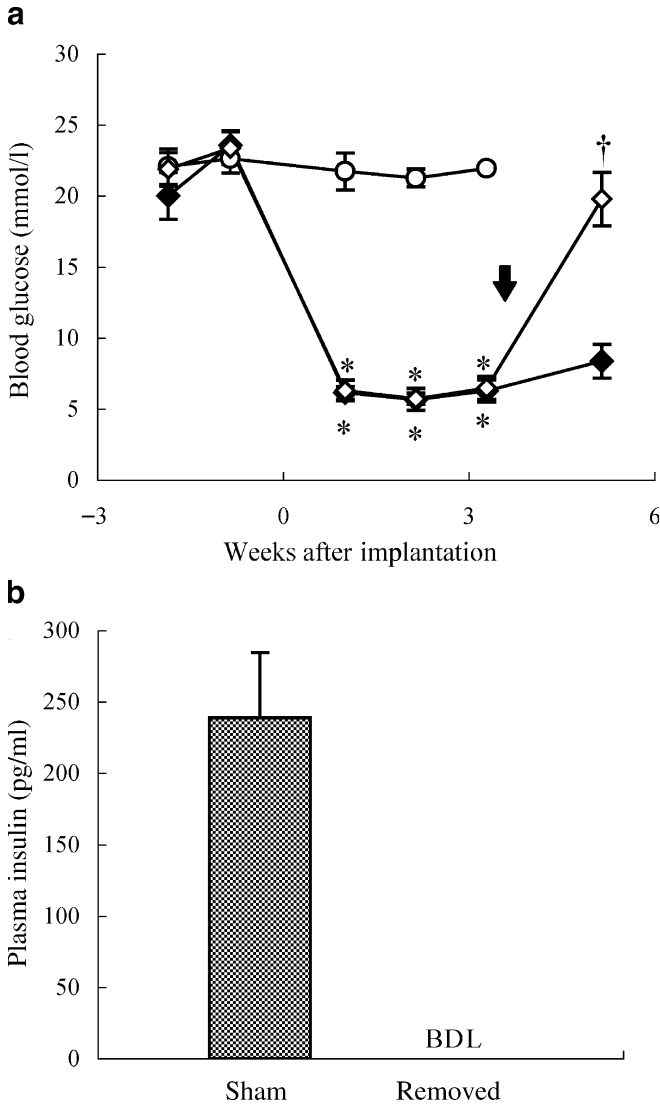 a
30
25
20
15
10
5
0
Blood glucose (mmol/l)
†
* * *
* * *
−3 0 3 6
Weeks after implantation
b
300
250
200
150
100
50
0
Plasma insulin (pg/ml)
BDL
Sham Removed